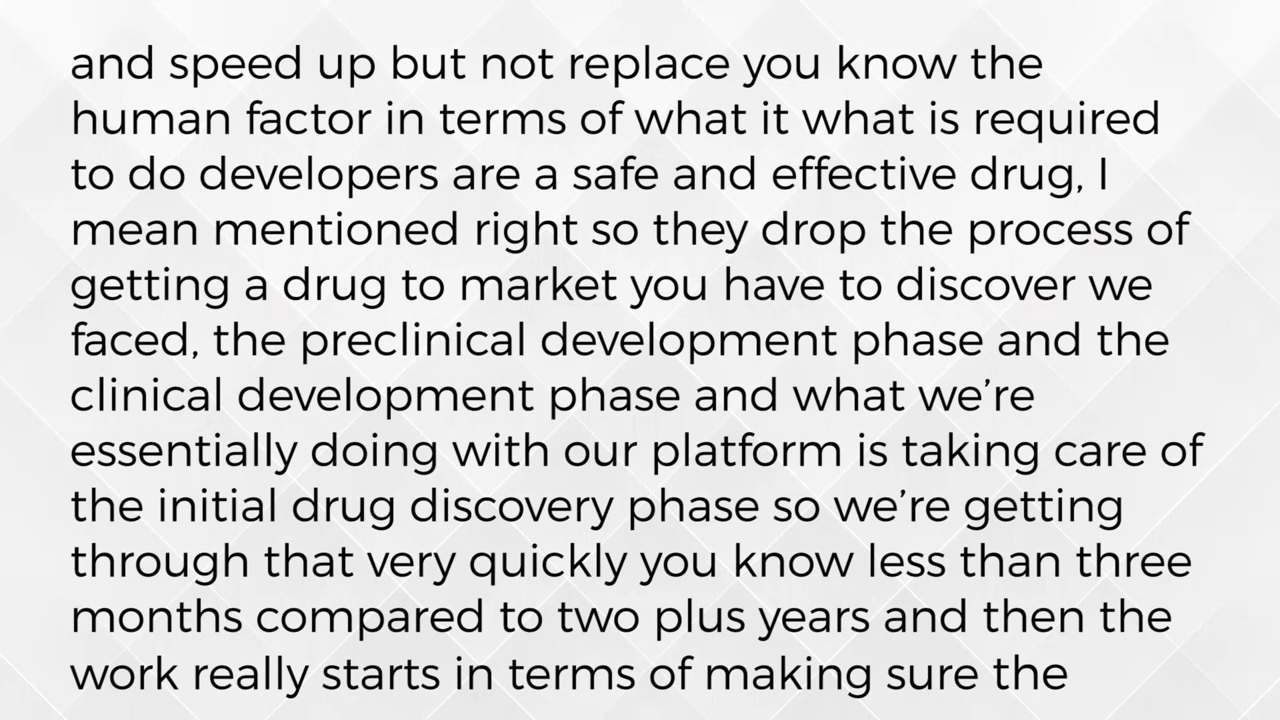 and speed up but not replace you know the
human factor in terms of what it what is required
to do developers are a safe and effective drug, I
mean mentioned right so they drop the process of
getting a drug to market you have to discover we
faced, the preclinical development phase and the
clinical development phase and what we’re
essentially doing with our platform is taking care of
the initial drug discovery phase so we’re getting
through that very quickly you know less than three
months compared to two plus years and then the
work really starts in terms of making sure the